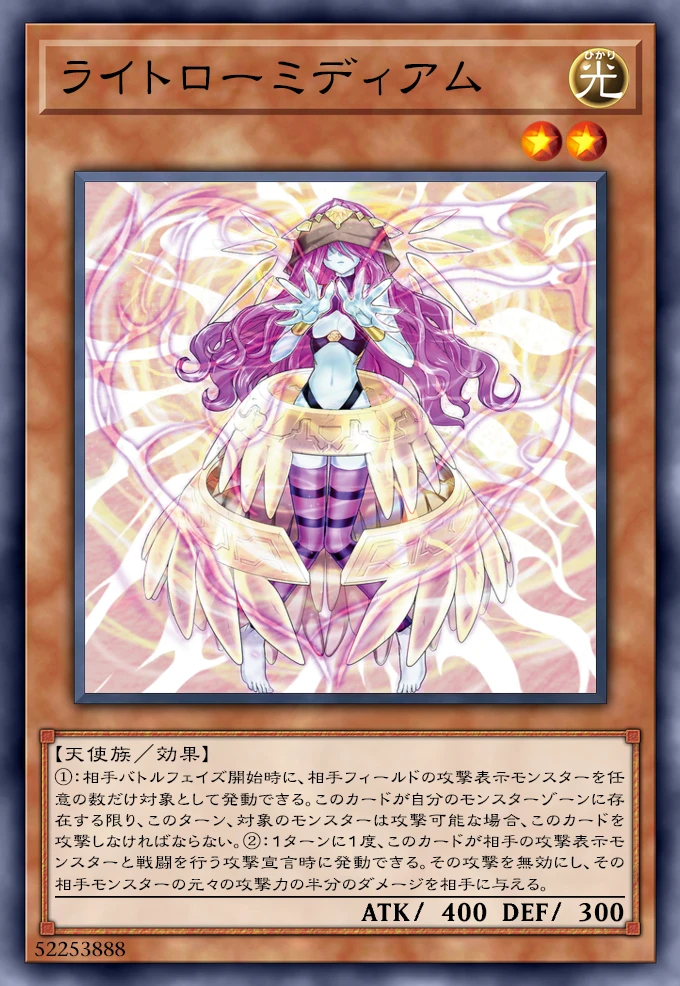 ライトローミディアム
ひかり
光
【天使族／効果】
①：相手バトルフェイズ開始時に、相手フィールドの攻撃表示モンスターを任
意の数だけ対象として発動できる。このカードが自分のモンスターゾーンに存
在する限り、このターン、対象のモンスターは攻撃可能な場合、このカードを
攻撃しなければならない。②：1ターンに1度、このカードが相手の攻撃表示モ
ンスターと戦闘を行う攻撃宣言時に発動できる。その攻撃を無効にし、その
相手モンスターの元々の攻撃力の半分のダメージを相手に与える。
ATK/ 400 DEF/ 300
52253888